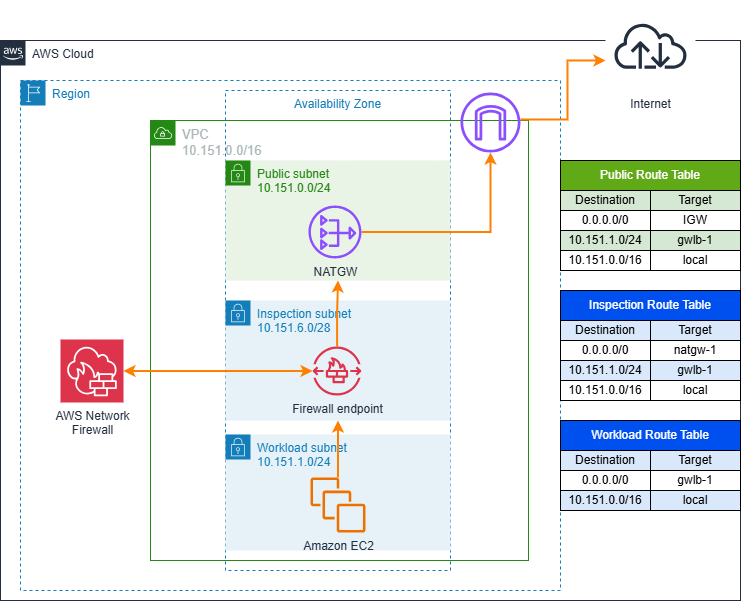 aws
AWS Cloud
Internet
Region
Availability Zone
VPC
10.151.0.0/16
Public subnet
10.151.0.0/24
NATGW
Inspection subnet
10.151.6.0/28
Firewall endpoint
AWS Network
Firewall
Workload subnet
10.151.1.0/24
Amazon EC2
Public Route Table
Destination Target
0.0.0.0/0 IGW
10.151.1.0/24 gwlb-1
10.151.0.0/16 local
Inspection Route Table
Destination Target
0.0.0.0/0 natgw-1
10.151.1.0/24 gwlb-1
10.151.0.0/16 local
Workload Route Table
Destination Target
0.0.0.0/0 gwlb-1
10.151.0.0/16 local